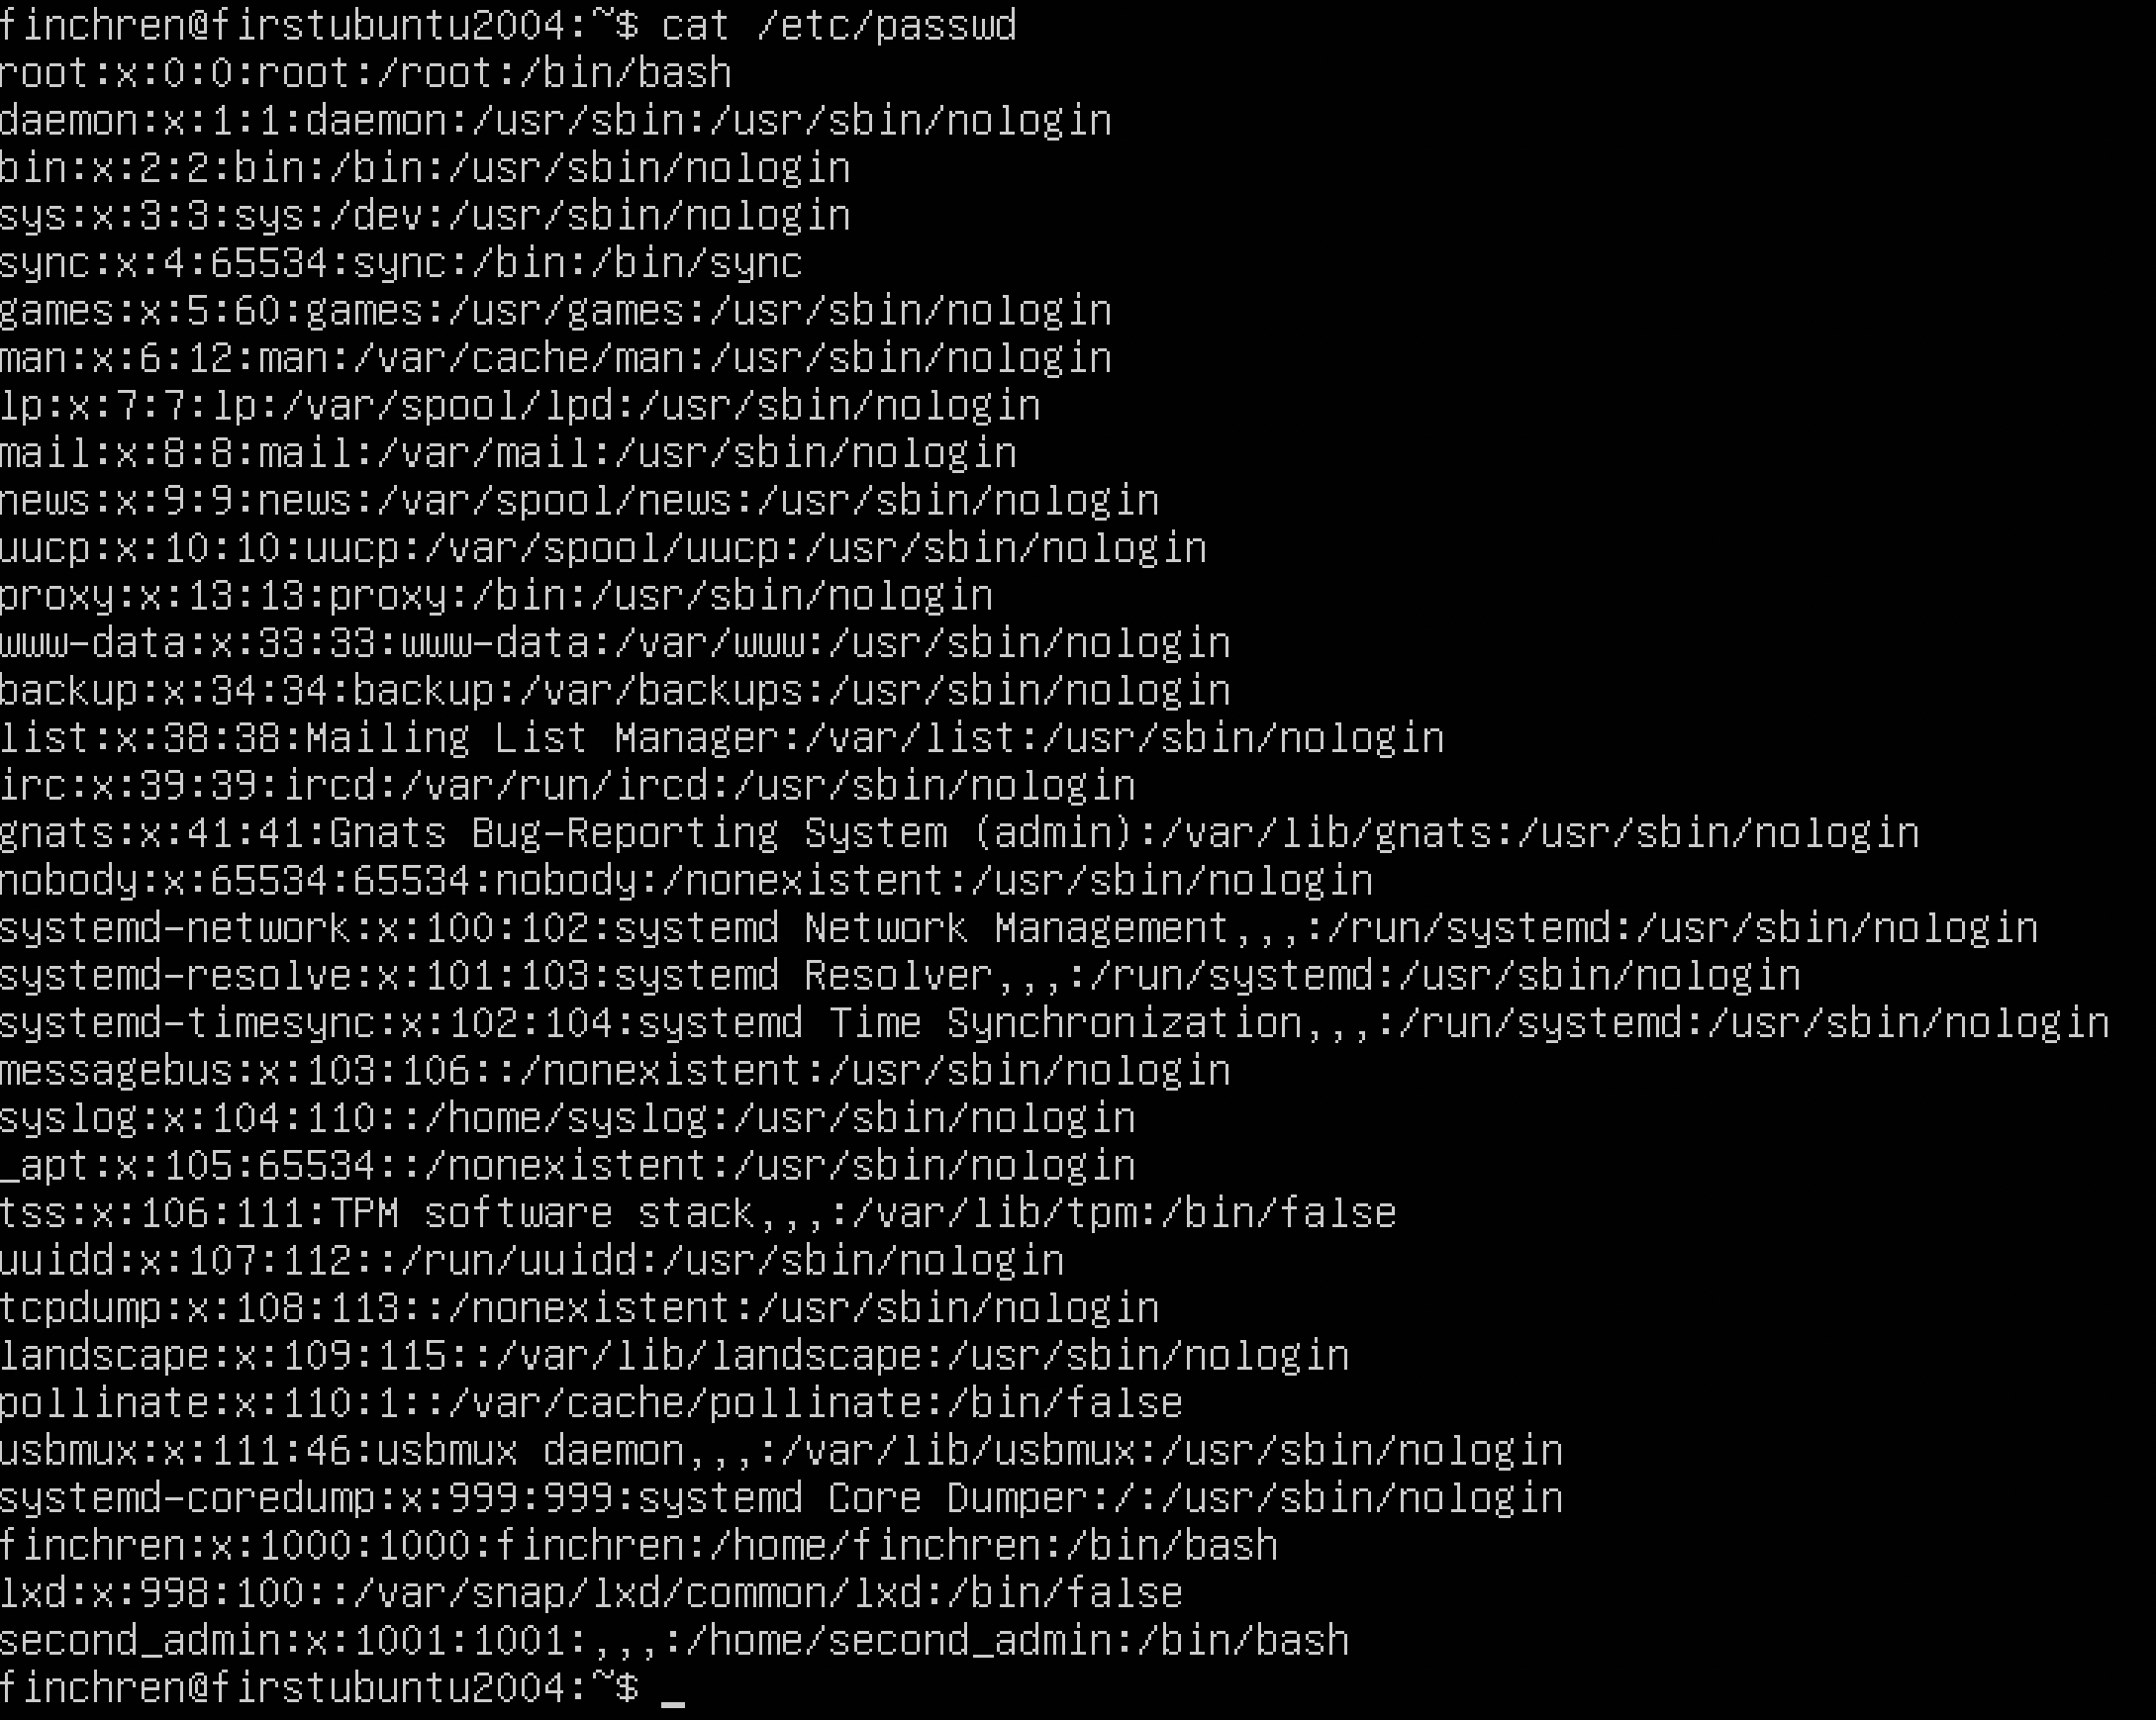 finchren@firstubuntu2004:~$ cat /etc/passwd
root:x:0:0:root:/root:/bin/bash
daemon:x:1:1:daemon:/usr/sbin:/usr/sbin/nologin
bin:x:2:2:bin:/bin:/usr/sbin/nologin
sys:x:3:3:sys:/dev:/usr/sbin/nologin
sync:x:4:65534:sync:/bin:/bin/sync
games:x:5:60:games:/usr/games:/usr/sbin/nologin
man:x:6:12:man:/var/cache/man:/usr/sbin/nologin
lp:x:7:7:lp:/var/spool/lpd:/usr/sbin/nologin
mail:x:8:8:mail:/var/mail:/usr/sbin/nologin
news:x:9:9:news:/var/spool/news:/usr/sbin/nologin
uucp:x:10:10:uucp:/var/spool/uucp:/usr/sbin/nologin
proxy:x:13:13:proxy:/bin:/usr/sbin/nologin
www-data:x:33:33:www-data:/var/www:/usr/sbin/nologin
backup:x:34:34:backup:/var/backups:/usr/sbin/nologin
list:x:38:38:Mailing List Manager:/var/list:/usr/sbin/nologin
irc:x:39:39:ircd:/var/run/ircd:/usr/sbin/nologin
gnats:x:41:41:Gnats Bug-Reporting System (admin):/var/lib/gnats:/usr/sbin/nologin
nobody:x:65534:65534:nobody:/nonexistent:/usr/sbin/nologin
systemd-network:x:100:102:systemd Network Management,,,:/run/systemd:/usr/sbin/nologin
systemd-resolve:x:101:103:systemd Resolver,,,:/run/systemd:/usr/sbin/nologin
systemd-timesync:x:102:104:systemd Time Synchronization,,,:/run/systemd:/usr/sbin/nologin
messagebus:x:103:106::/nonexistent:/usr/sbin/nologin
syslog:x:104:110::/home/syslog:/usr/sbin/nologin
_apt:x:105:65534::/nonexistent:/usr/sbin/nologin
tss:x:106:111:TPM software stack,,,:/var/lib/tpm:/bin/false
uuidd:x:107:112::/run/uuidd:/usr/sbin/nologin
tcpdump:x:108:113::/nonexistent:/usr/sbin/nologin
landscape:x:109:115::/var/lib/landscape:/usr/sbin/nologin
pollinate:x:110:1::/var/cache/pollinate:/bin/false
usbmux:x:111:46:usbmux daemon,,,:/var/lib/usbmux:/usr/sbin/nologin
systemd-coredump:x:999:999:systemd Core Dumper:/:/usr/sbin/nologin
finchren:x:1000:1000:finchren:/home/finchren:/bin/bash
lxd:x:998:100::/var/snap/lxd/common/lxd:/bin/false
second_admin:x:1001:1001:,,,:/home/second_admin:/bin/bash
finchren@firstubuntu2004:~$ _